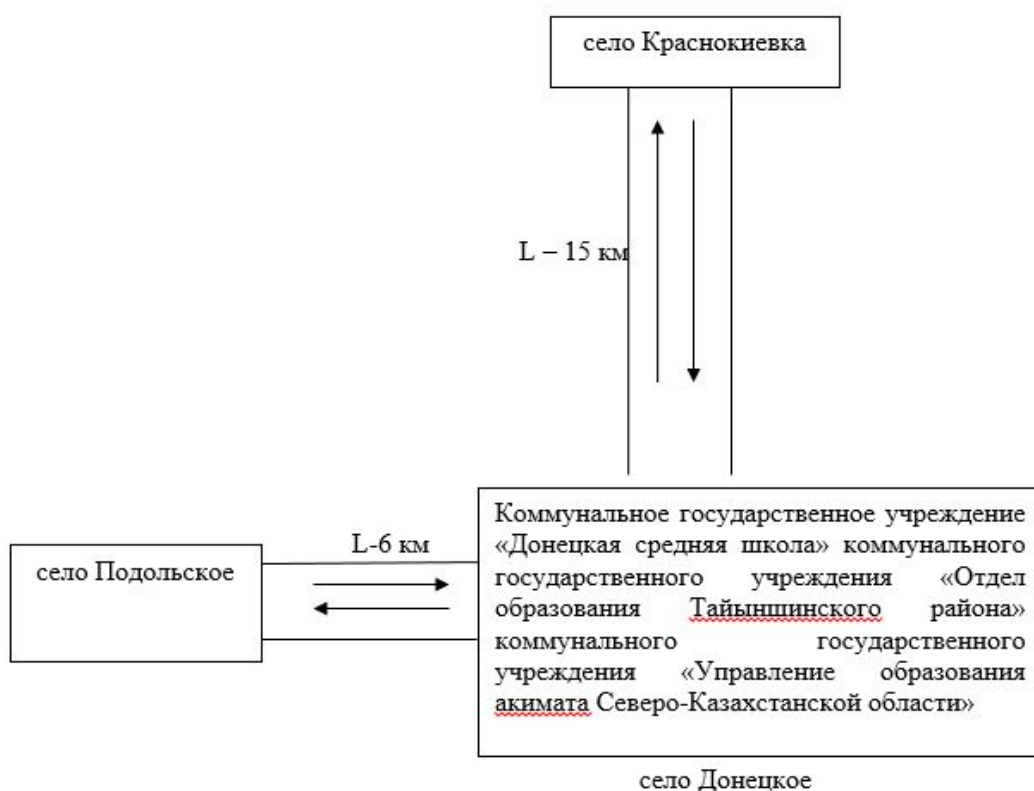 село Краснокиевка
L – 15 км
L-6 км
село Подольское
Коммунальное государственное учреждение
«Донецкая средняя школа» коммунального
государственного учреждения «Отдел
образования Тайыншинского района»
коммунального государственного
учреждения «Управление образования
акимата Северо-Казахстанской области»
село Донецкое